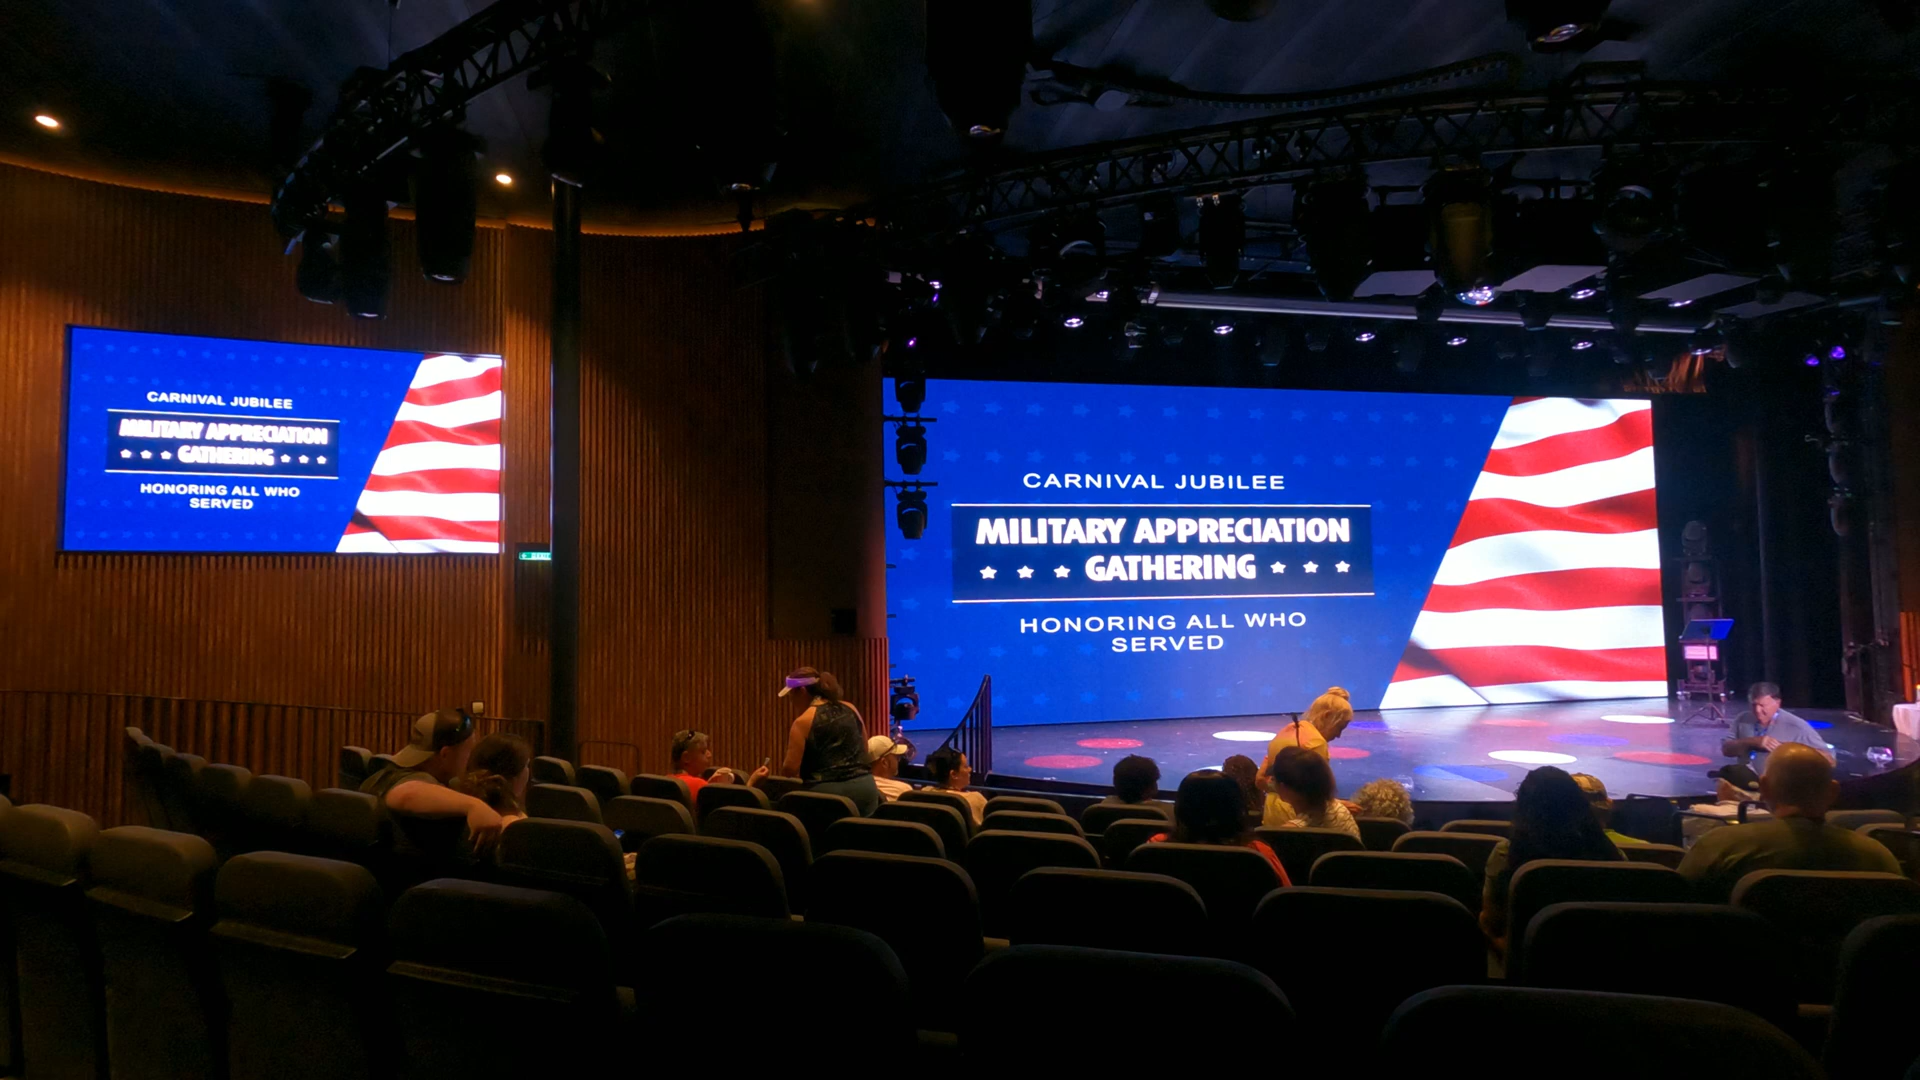 CARNIVAL JUBILEE
MILITARY APPRECIATION
GATHERING
HONORING ALL WHO
SERVED
CARNIVAL JUBILEE
MILITARY APPRECIATION
GATHERING
HONORING ALL WHO
SERVED